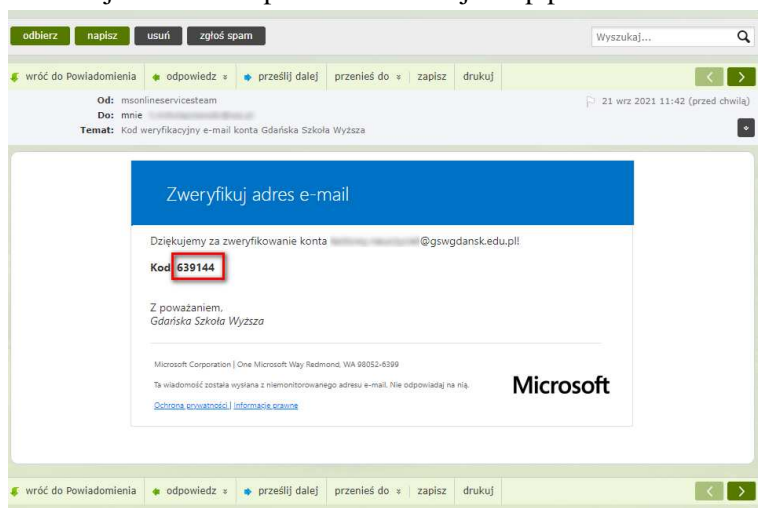 odbierz napisz usuń zgłoś spam Wyszukaj...
wróć do Powiadomienia odpowiedz prześlij dalej przenieś do zapisz drukuj
Od: msonlineservicesteam 21 wrz 2021 11:42 (przed chwilą)
Do: mnie
Temat: Kod weryfikacyjny e-mail konta Gdańska Szkoła Wyższa
Zweryfikuj adres e-mail
Dziękujemy za zweryfikowanie konta @gswgdansk.edu.pl!
Kod: 639144
Z poważaniem,
Gdańska Szkoła Wyższa
Microsoft Corporation | One Microsoft Way Redmond, WA 98052-6399
Ta wiadomość została wysłana z niemonitorowanego adresu e-mail. Nie odpowiadaj na nią.
Microsoft
Ochrona prywatności | Informacje prawne
wróć do Powiadomienia odpowiedz prześlij dalej przenieś do zapisz drukuj